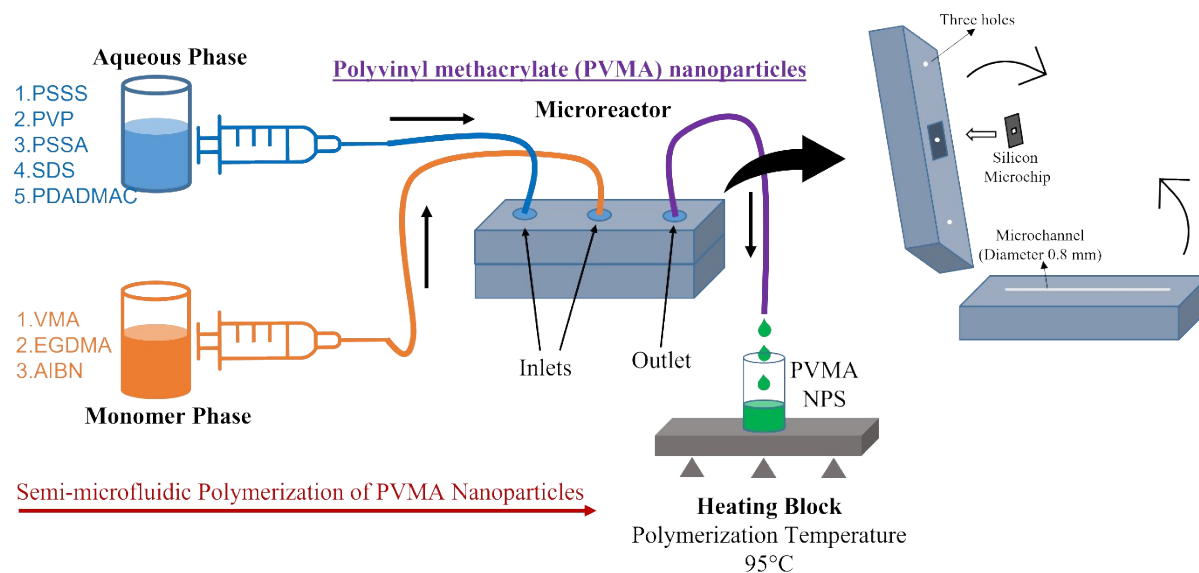 Aqueous Phase
1.PSSS
2.PVP
3.PSSA
4.SDS
5.PDADMAC
Polyvinyl methacrylate (PVMA) nanoparticles
Microreactor
Three holes
Silicon
Microchip
Microchannel
(Diameter 0.8 mm)
1.VMA
2.EGDMA
3.AIBN
Monomer Phase
Inlets
Outlet
PVMA
NPS
Semi-microfluidic Polymerization of PVMA Nanoparticles
Heating Block
Polymerization Temperature
95°C